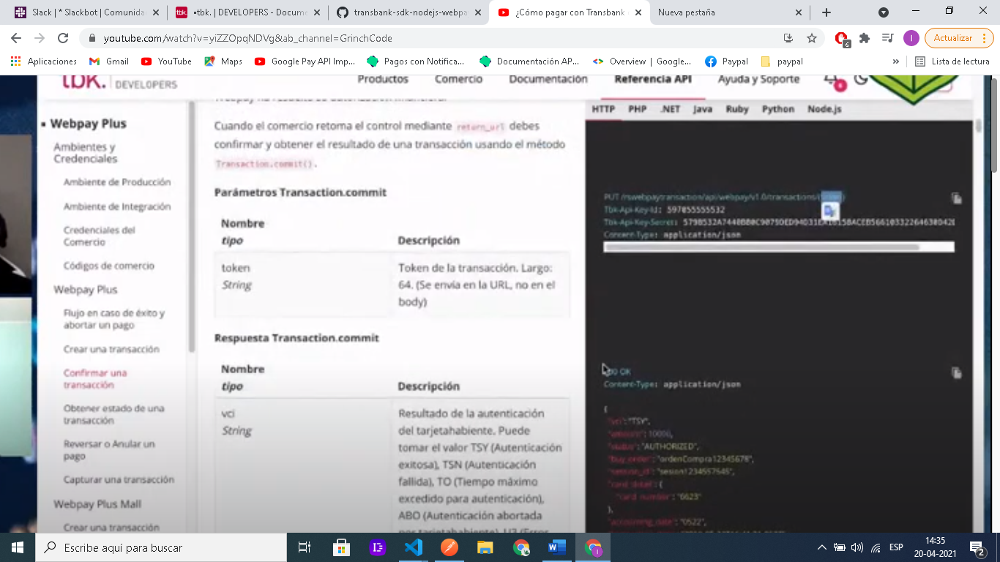 Slack | * Slackbot | Comunida
•tbk. | DEVELOPERS - Docume
transbank-sdk-nodejs-webpa
¿Cómo pagar con Transbank
Nueva pestaña
youtube.com/watch?v=yiZZOpqNDVg&ab_channel=GrinchCode
6
I
Actualizar
Aplicaciones
Gmail
YouTube
Maps
Google Pay API Imp...
Pagos con Notifica...
Documentación AP...
Overview | Google...
Paypal
paypal
»
Lista de lectura
tbk. | DEVELOPERS
Productos
Comercio
Documentación
Referencia API
Ayuda y Soporte
HTTP PHP .NET Java Ruby Python Node.js
Webpay Plus
Ambientes y
Credenciales
Ambiente de Producción
Ambiente de Integración
Credenciales del
Comercio
Códigos de comercio
Webpay Plus
Flujo en caso de éxito y
abortar un pago
Crear una transacción
Confirmar una
transacción
Obtener estado de una
transacción
Reversar o Anular un
pago
Capturar una transacción
Webpay Plus Mall
Crear una transacción
Cuando el comercio retoma el control mediante return_url debes
confirmar y obtener el resultado de una transacción usando el método
Transaction.commit().
Parámetros Transaction.commit
Nombre
tipo Descripción
token
String
Token de la transacción. Largo:
64. (Se envía en la URL, no en el
body)
Respuesta Transaction.commit
Nombre
tipo Descripción
vci
String
Resultado de la autenticación
del tarjetahabiente. Puede
tomar el valor TSY (Autenticación
exitosa), TSN (Autenticación
fallida), TO (Tiempo máximo
excedido para autenticación),
ABO (Autenticación abortada
por tarjetahabiente), U3 (Error
PUT /rswebpaytransaction/api/webpay/v1.0/transactions/
Tbk-Api-Key-Id: 597055555532
Tbk-Api-Key-Secret:
Content-Type: application/json
OK
Content-Type: application/json
{
"vci":"TSY",
"amount":10000,
"status":"AUTHORIZED",
"buy_order":"ordenCompra12345678",
"session_id":"sesion1234557545",
"card_detail":{
"card_number":"6623"
},
"accounting_date":"0522",
Escribe aquí para buscar
ESP
14:35
20-04-2021
2